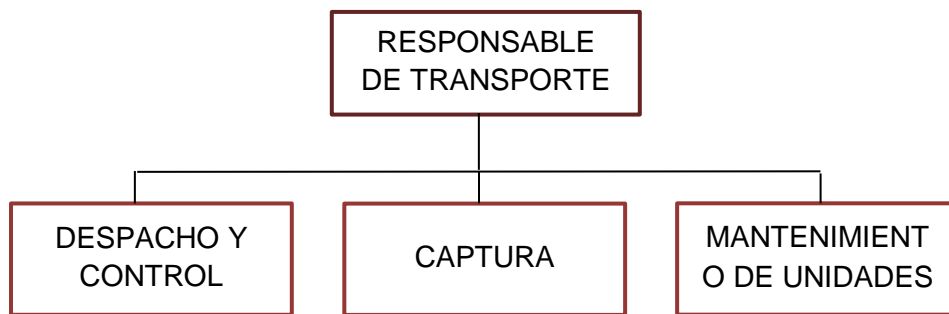 RESPONSABLE
DE TRANSPORTE
DESPACHO Y
CONTROL
CAPTURA
MANTENIMIENT
O DE UNIDADES